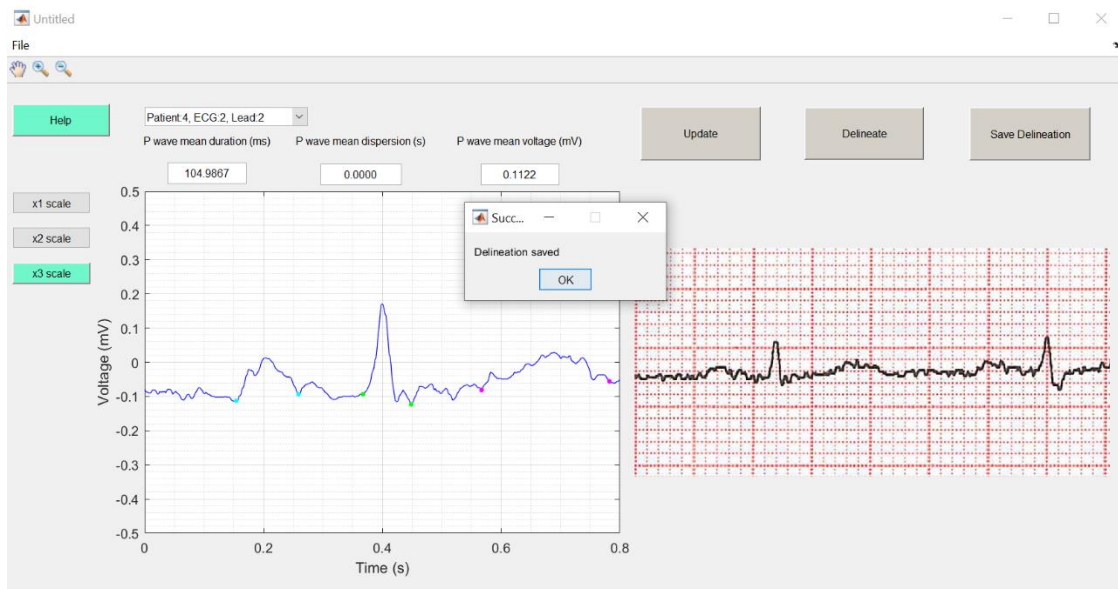 Untitled
File
Help
Patient:4, ECG:2, Lead:2
P wave mean duration (ms)
P wave mean dispersion (s)
P wave mean voltage (mV)
104.9867
0.0000
0.1122
Update
Delineate
Save Delineation
x1 scale
x2 scale
x3 scale
Succ...
Delineation saved
OK
0.5
0.4
0.3
0.2
0.1
0
-0.1
-0.2
-0.3
-0.4
-0.5
Voltage (mV)
0
0.2
0.4
0.6
0.8
Time (s)